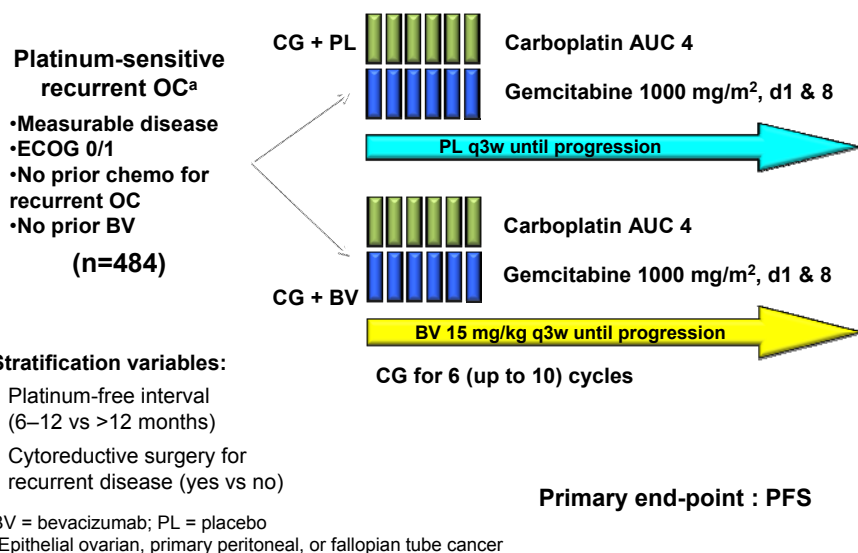 Platinum-sensitive
recurrent OCᵃ
•Measurable disease
•ECOG 0/1
•No prior chemo for
recurrent OC
•No prior BV
(n=484)
CG + PL
Carboplatin AUC 4
Gemcitabine 1000 mg/m², d1 & 8
PL q3w until progression
Carboplatin AUC 4
Gemcitabine 1000 mg/m², d1 & 8
CG + BV
BV 15 mg/kg q3w until progression
CG for 6 (up to 10) cycles
Stratification variables:
Platinum-free interval
(6–12 vs >12 months)
Cytoreductive surgery for
recurrent disease (yes vs no)
Primary end-point : PFS
BV = bevacizumab; PL = placebo
Epithelial ovarian, primary peritoneal, or fallopian tube cancer